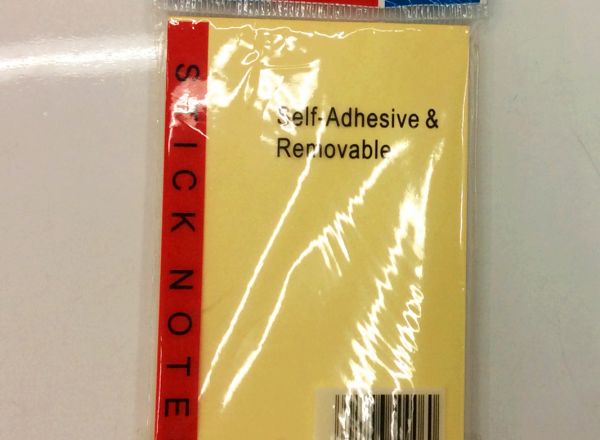 STICK NOTE
Self-Adhesive &
Removable